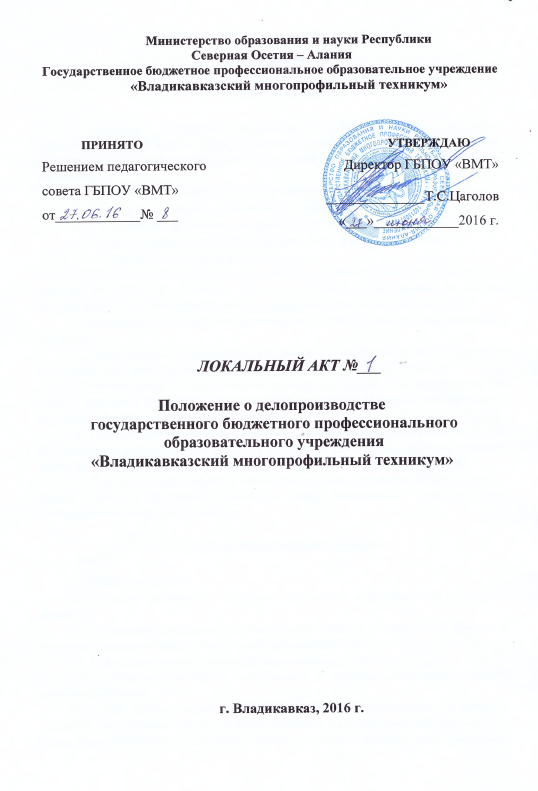 Министерство образования и науки Республики
Северная Осетия – Алания
Государственное бюджетное профессиональное образовательное учреждение
«Владикавказский многопрофильный техникум»
ПРИНЯТО
Решением педагогического
совета ГБПОУ «ВМТ»
от 27.06.16 № 8
УТВЕРЖДАЮ
Директор ГБПОУ «ВМТ»
Т.С.Цаголов
« » июня 2016 г.
ЛОКАЛЬНЫЙ АКТ № 1
Положение о делопроизводстве
государственного бюджетного профессионального
образовательного учреждения
«Владикавказский многопрофильный техникум»
г. Владикавказ, 2016 г.